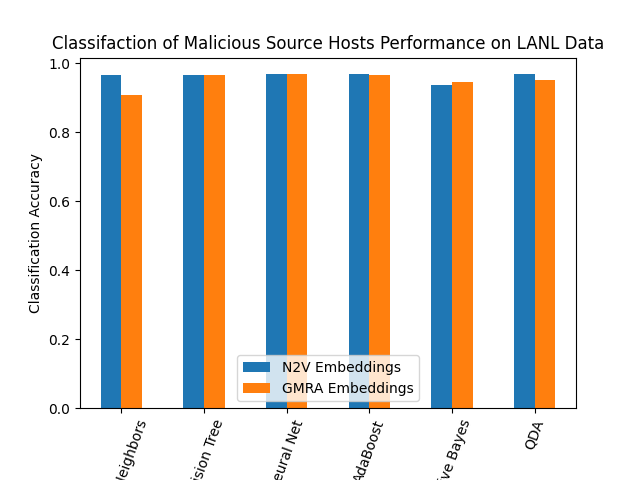 Classifaction of Malicious Source Hosts Performance on LANL Data
Classification Accuracy
1.0
0.8
0.6
0.4
0.2
0.0
N2V Embeddings
GMRA Embeddings
Neighbors
ision Tree
eural Net
AdaBoost
ive Bayes
QDA